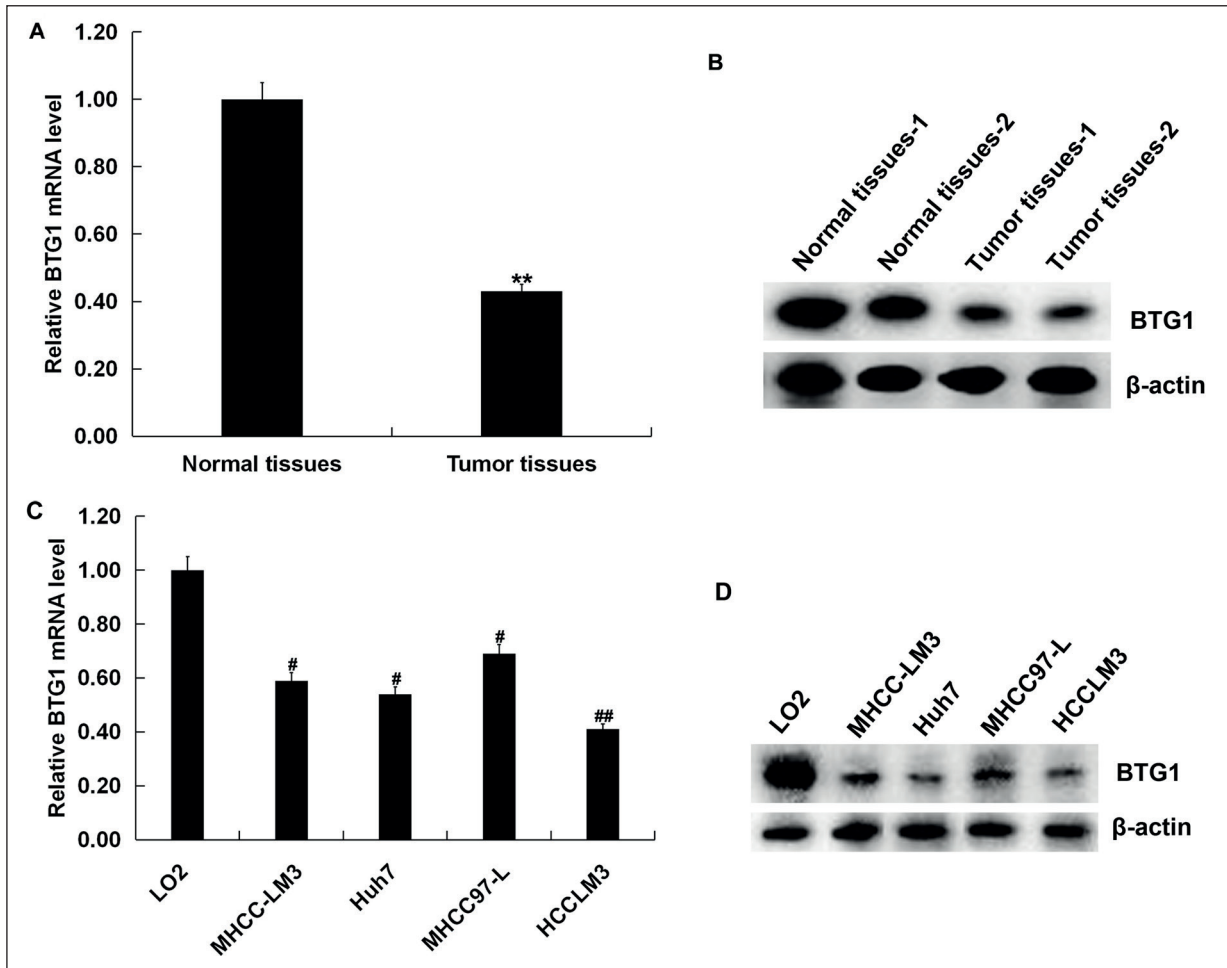 A
Relative BTG1 mRNA level
1.20
1.00
0.80
0.60
0.40
0.20
0.00
**
Normal tissues
Tumor tissues
B
Normal tissues-1
Normal tissues-2
Tumor tissues-1
Tumor tissues-2
BTG1
β-actin
C
Relative BTG1 mRNA level
1.20
1.00
0.80
0.60
0.40
0.20
0.00
#
#
#
##
LO2
MHCC-LM3
Huh7
MHCC97-L
HCCLM3
D
LO2
MHCC-LM3
Huh7
MHCC97-L
HCCLM3
BTG1
β-actin